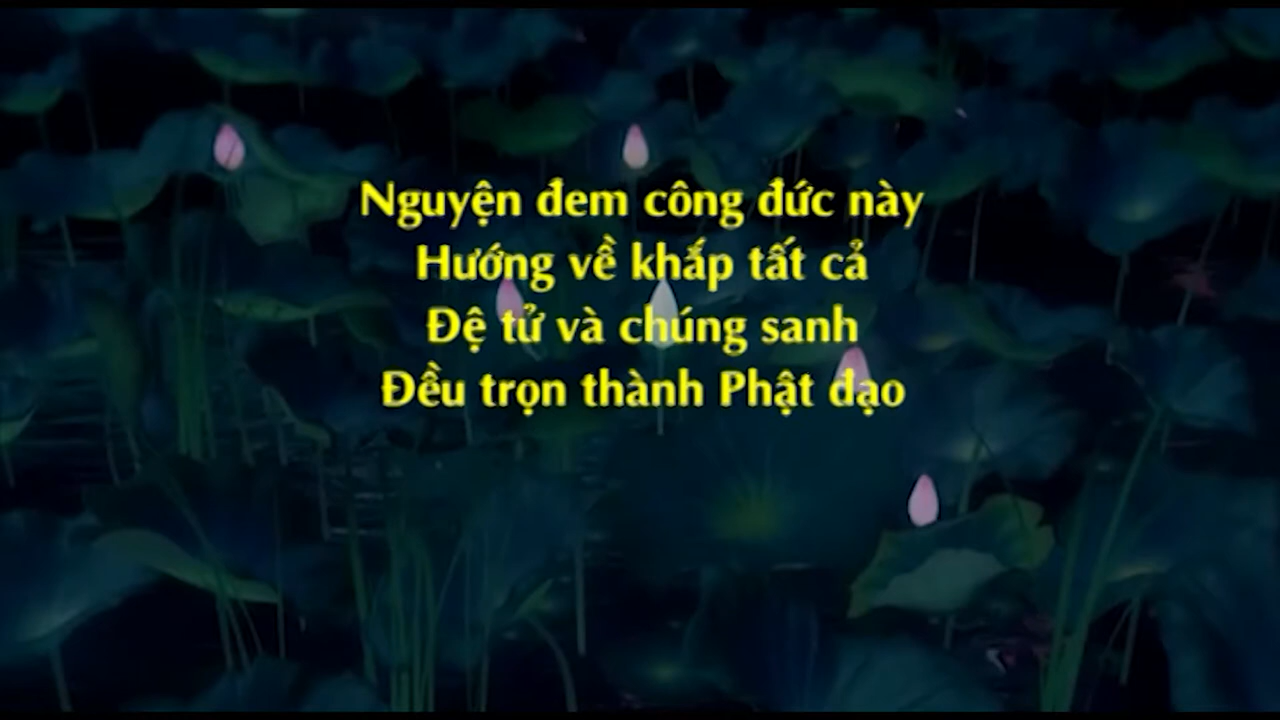 Nguyện đem công đức này
Hướng về khắp tất cả
Đệ tử và chúng sanh
Đều trọn thành Phật đạo